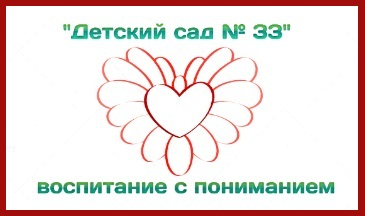 "Детский сад № 33"
воспитание с пониманием